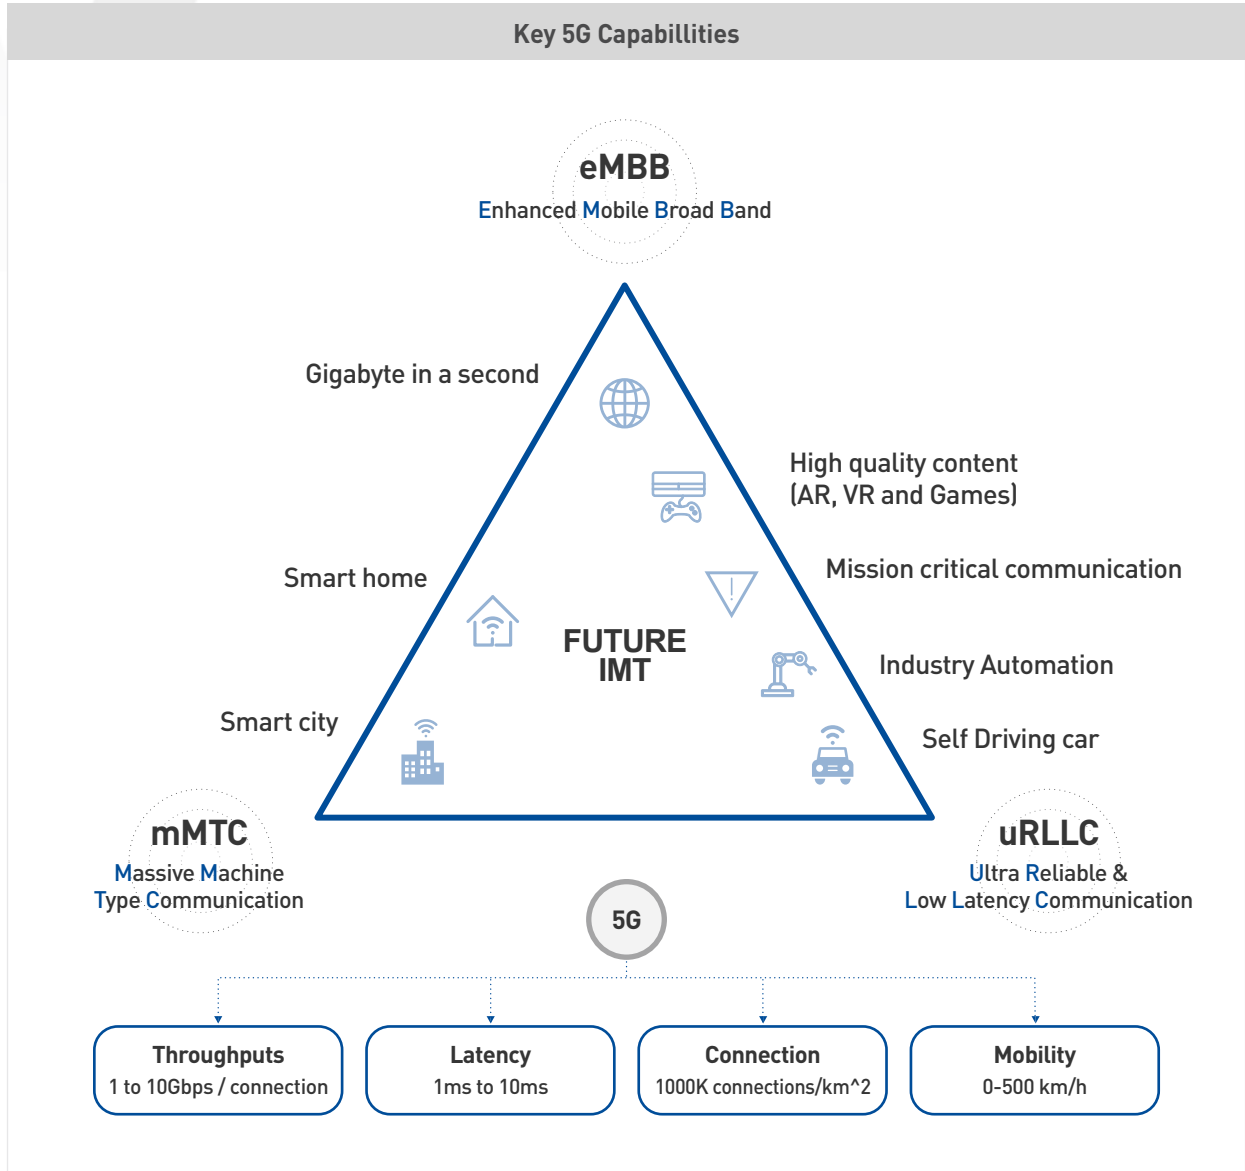 Key 5G Capabillities
eMBB
Enhanced Mobile Broad Band
Gigabyte in a second
High quality content
(AR, VR and Games)
Smart home
Mission critical communication
FUTURE
IMT
Industry Automation
Smart city
Self Driving car
mMTC
Massive Machine
Type Communication
uRLLC
Ultra Reliable &
Low Latency Communication
5G
Throughputs
1 to 10Gbps / connection
Latency
1ms to 10ms
Connection
1000K connections/km^2
Mobility
0-500 km/h